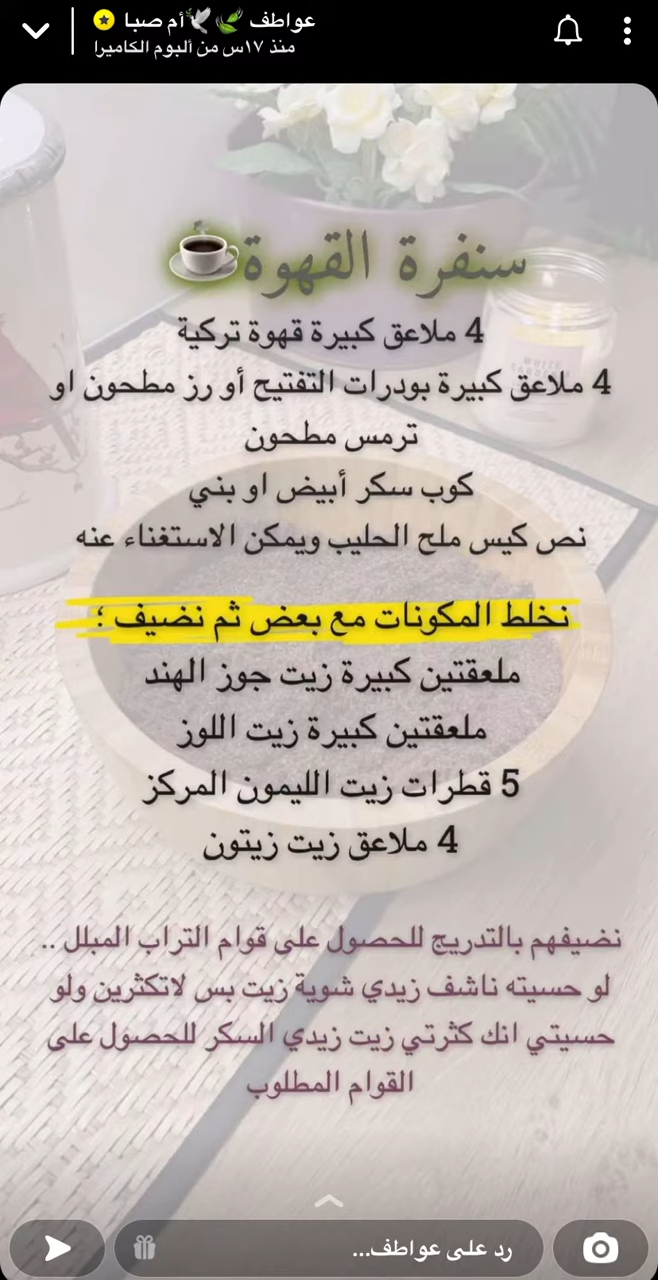 عواطف 🌿🕊️أم صبا
منذ ١٧س من ألبوم الكاميرا
سنفرة القهوة☕
4 ملاعق كبيرة قهوة تركية
4 ملاعق كبيرة بودرات التفتيح أو رز مطحون او
ترمس مطحون
كوب سكر أبيض او بني
نص كيس ملح الحليب ويمكن الاستغناء عنه
نخلط المكونات مع بعض ثم نضيف ؛
ملعقتين كبيرة زيت جوز الهند
ملعقتين كبيرة زيت اللوز
5 قطرات زيت الليمون المركز
4 ملاعق زيت زيتون
نضيفهم بالتدريج للحصول على قوام التراب المبلل ..
لو حسيته ناشف زيدي شوية زيت بس لاتكثرين ولو
حسيتي انك كثرتي زيت زيدي السكر للحصول على
القوام المطلوب
رد على عواطف...